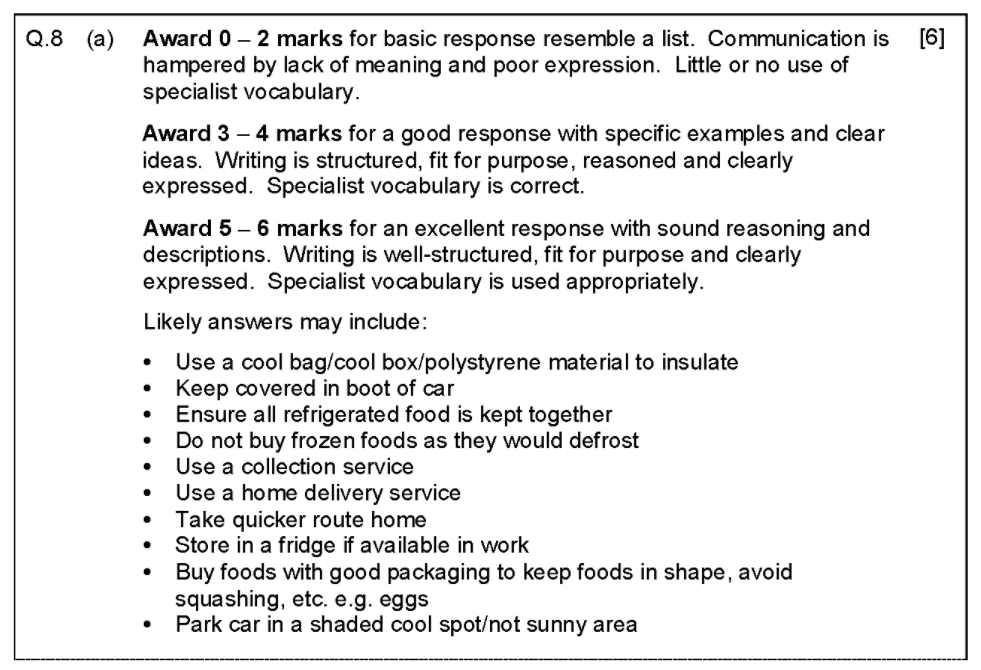 Q.8 (a) Award 0 – 2 marks for basic response resemble a list. Communication is [6]
hampered by lack of meaning and poor expression. Little or no use of
specialist vocabulary.
Award 3 – 4 marks for a good response with specific examples and clear
ideas. Writing is structured, fit for purpose, reasoned and clearly
expressed. Specialist vocabulary is correct.
Award 5 – 6 marks for an excellent response with sound reasoning and
descriptions. Writing is well-structured, fit for purpose and clearly
expressed. Specialist vocabulary is used appropriately.
Likely answers may include:
• Use a cool bag/cool box/polystyrene material to insulate
• Keep covered in boot of car
• Ensure all refrigerated food is kept together
• Do not buy frozen foods as they would defrost
• Use a collection service
• Use a home delivery service
• Take quicker route home
• Store in a fridge if available in work
• Buy foods with good packaging to keep foods in shape, avoid
squashing, etc. e.g. eggs
• Park car in a shaded cool spot/not sunny area